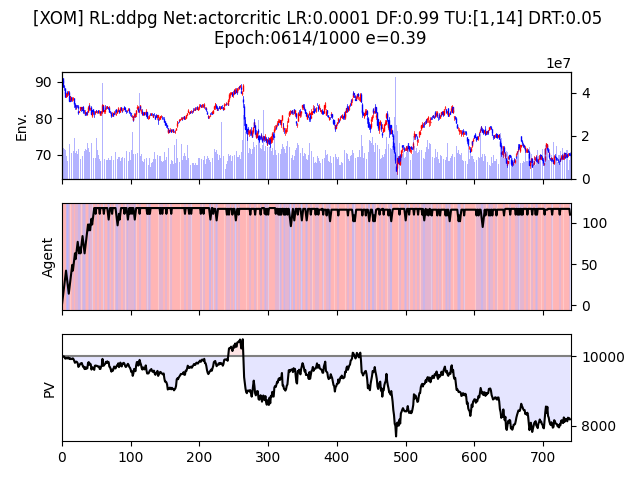 [XOM] RL:ddpg Net:actorcritic LR:0.0001 DF:0.99 TU:[1,14] DRT:0.05
Epoch:0614/1000 e=0.39
1e7
Env.
90
80
70
4
2
0
Agent
100
50
0
PV
10000
8000
0 100 200 300 400 500 600 700